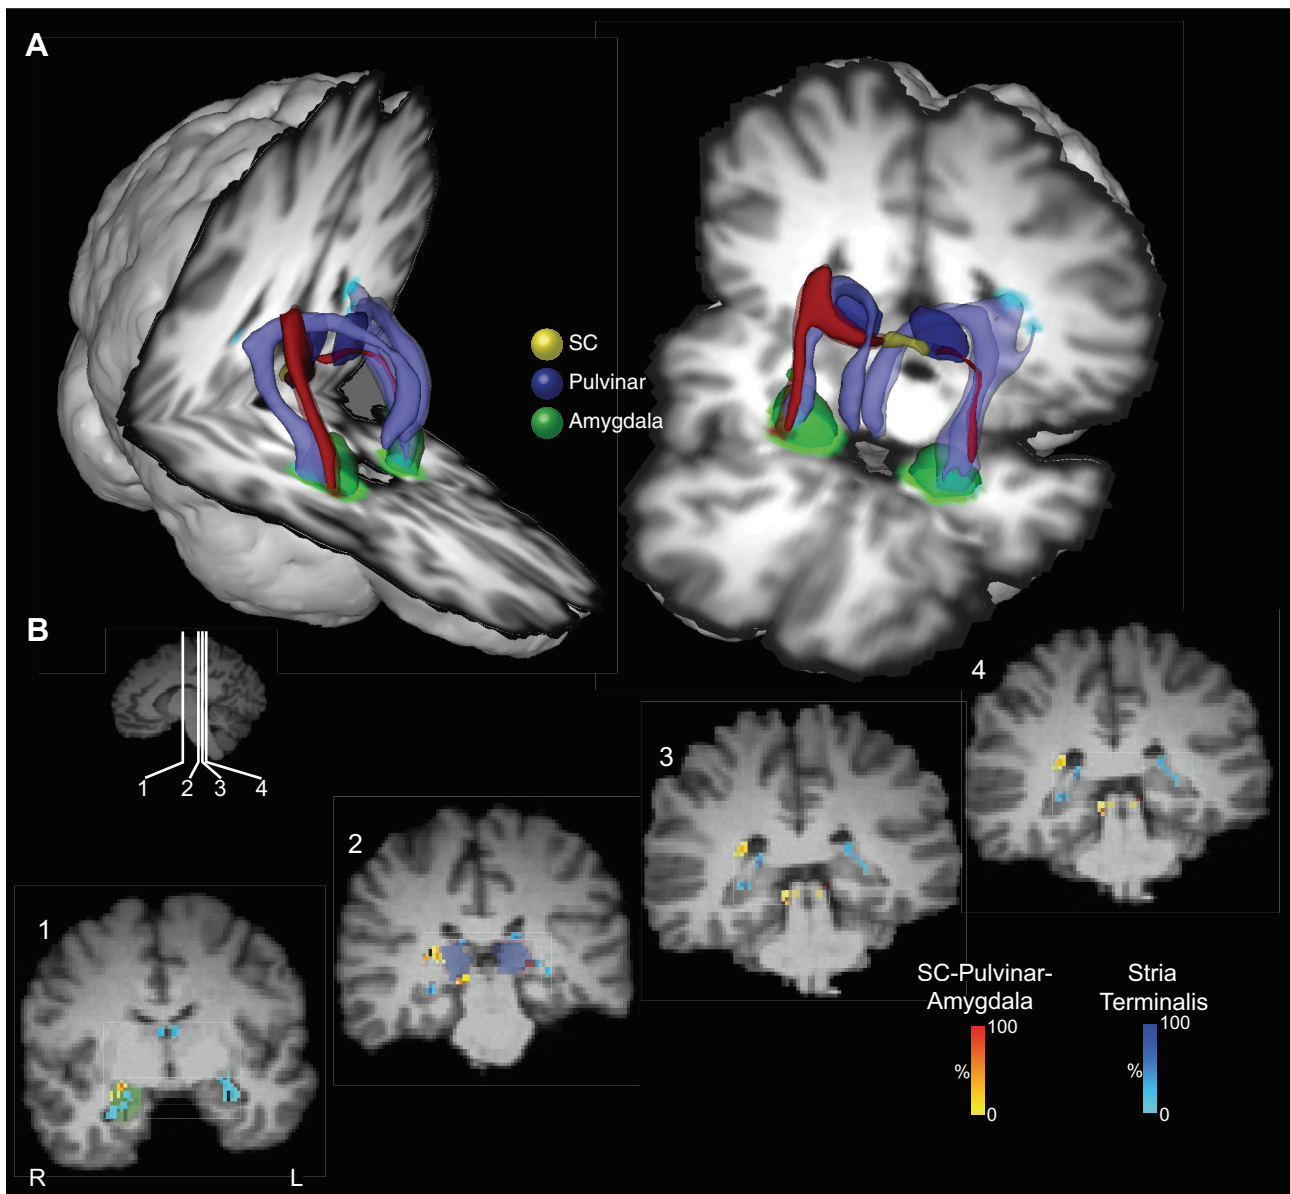 A
SC
Pulvinar
Amygdala
B
1 2 3 4
4
3
2
1
R L
SC-Pulvinar-
Amygdala
100
%
0
Stria
Terminalis
100
%
0